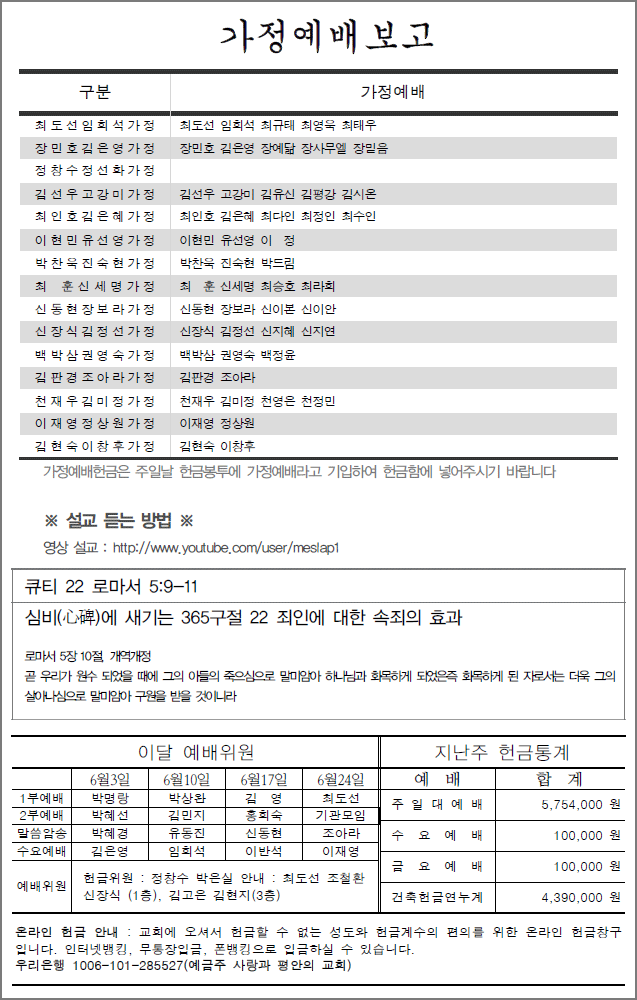 가정예배보고
구분 가정예배
최도선임회석가정 최도선 임회석 최규태 최영욱 최태우
장민호김은영가정 장민호 김은영 장예닮 장사무엘 장믿음
정창수정선화가정
김선우고강미가정 김선우 고강미 김유신 김평강 김시온
최인호김은혜가정 최인호 김은혜 최다인 최정인 최수인
이현민유선영가정 이현민 유선영 이 정
박찬욱진숙현가정 박찬욱 진숙현 박드림
최 훈신세명가정 최 훈 신세명 최승호 최라희
신동현장보라가정 신동현 장보라 신이본 신이안
신장식김정선가정 신장식 김정선 신지혜 신지연
백박삼권영숙가정 백박삼 권영숙 백정윤
김판경조아라가정 김판경 조아라
천재우김미정가정 천재우 김미정 천영은 천정민
이재영정상원가정 이재영 정상원
김현숙이창후가정 김현숙 이창후
가정예배헌금은 주일날 헌금봉투에 가정예배라고 기입하여 헌금함에 넣어주시기 바랍니다
※ 설교 듣는 방법 ※
영상 설교 : http://www.youtube.com/user/meslap1
큐티 22 로마서 5:9-11
심비(心碑)에 새기는 365구절 22 죄인에 대한 속죄의 효과
로마서 5장 10절, 개역개정
곧 우리가 원수 되었을 때에 그의 아들의 죽으심으로 말미암아 하나님과 화목하게 되었은즉 화목하게 된 자로서는 더욱 그의
살아나심으로 말미암아 구원을 받을 것이니라
이달 예배위원
6월3일 6월10일 6월17일 6월24일
1부예배 박명랑 박상완 김 영 최도선
2부예배 박혜선 김민지 홍희숙 기관모임
말씀암송 박혜경 유동진 신동현 조아라
수요예배 김은영 임회석 이반석 이재영
예배위원 헌금위원 : 정창수 박은실 안내 : 최도선 조철환
신장식 (1층), 김고은 김현지(3층)
지난주 헌금통계
예 배 합 계
주 일 대 예 배 5,754,000 원
수 요 예 배 100,000 원
금 요 예 배 100,000 원
건축헌금연누계 4,390,000 원
온라인 헌금 안내 : 교회에 오셔서 헌금할 수 없는 성도와 헌금계수의 편의를 위한 온라인 헌금창구
입니다. 인터넷뱅킹, 무통장입금, 폰뱅킹으로 입금하실 수 있습니다.
우리은행 1006-101-285527(예금주 사랑과 평안의 교회)